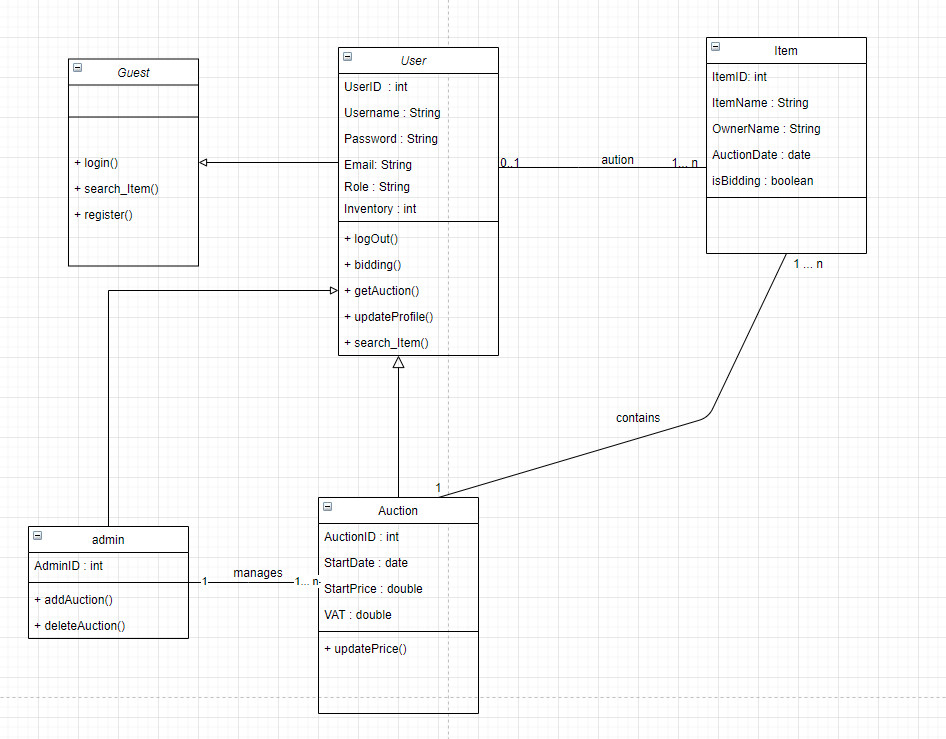 Guest
+ login()
+ search_Item()
+ register()
User
UserID : int
Username : String
Password : String
Email: String
Role : String
Inventory : int
+ logOut()
+ bidding()
+ getAuction()
+ updateProfile()
+ search_Item()
0..1
aution
1... n
Item
ItemID: int
ItemName : String
OwnerName : String
AuctionDate : date
isBidding : boolean
1 ... n
contains
1
admin
AdminID : int
+ addAuction()
+ deleteAuction()
1
manages
1... n
Auction
AuctionID : int
StartDate : date
StartPrice : double
VAT : double
+ updatePrice()